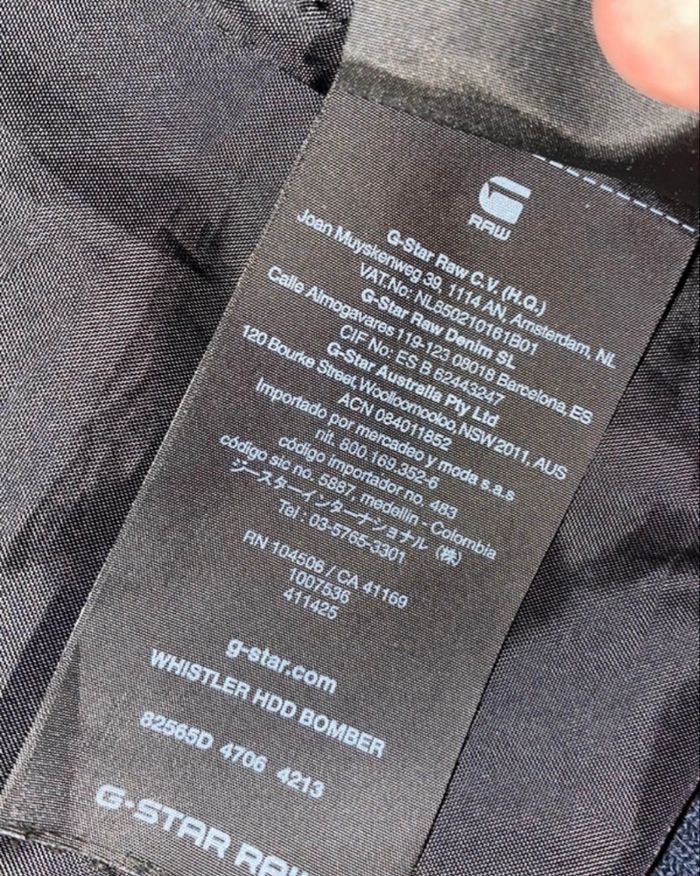 RAW
G-Star Raw C.V. (H.Q.)
Joan Muyskenweg 39, 1114 AN, Amsterdam, NL
VAT.No: NL850210161B01
G-Star Raw Denim SL
Calle Almogavares 119-123 08018 Barcelona, ES
CIF No: ES B 62443247
G-Star Australia Pty Ltd
120 Bourke Street, Woolloomooloo, NSW2011, AUS
ACN 084011852
Importado por mercadeo y moda s.a.s
nit. 800.169.352-6
código importador no. 483
código sic no. 5887, medellin - Colombia
ジースターインターナショナル (株)
Tel : 03-5765-3301
RN 104506 / CA 41169
1007536
411425
g-star.com
WHISTLER HDD BOMBER
82565D 4706 4213
G-STAR RAW